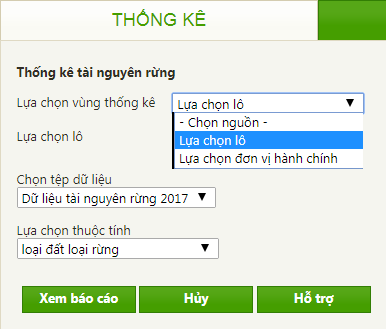 THỐNG KÊ
Thống kê tài nguyên rừng
Lựa chọn vùng thống kê
Lựa chọn lô
- Chọn nguồn -
Lựa chọn lô
Lựa chọn lô
Lựa chọn đơn vị hành chính
Chọn tệp dữ liệu
Dữ liệu tài nguyên rừng 2017
Lựa chọn thuộc tính
loại đất loại rừng
Xem báo cáo
Hủy
Hỗ trợ